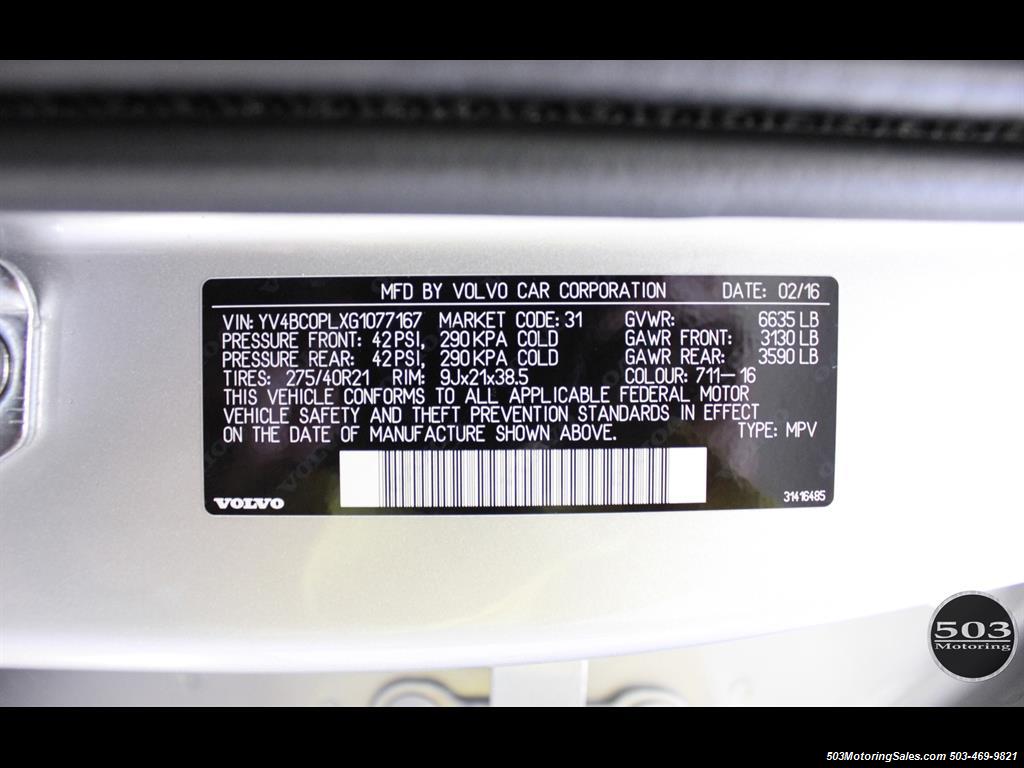 MFD BY VOLVO CAR CORPORATION DATE: 02/16
VIN: YV4BC0PLXG1077167 MARKET CODE: 31 GVWR: 6635 LB
PRESSURE FRONT: 42 PSI, 290 KPA COLD GAWR FRONT: 3130 LB
PRESSURE REAR: 42 PSI, 290 KPA COLD GAWR REAR: 3590 LB
TIRES: 275/40R21 RIM: 9Jx21x38.5 COLOUR: 711-16
THIS VEHICLE CONFORMS TO ALL APPLICABLE FEDERAL MOTOR
VEHICLE SAFETY AND THEFT PREVENTION STANDARDS IN EFFECT
ON THE DATE OF MANUFACTURE SHOWN ABOVE. TYPE: MPV
VOLVO 31416485
503
Motoring
503MotoringSales.com 503-469-9821